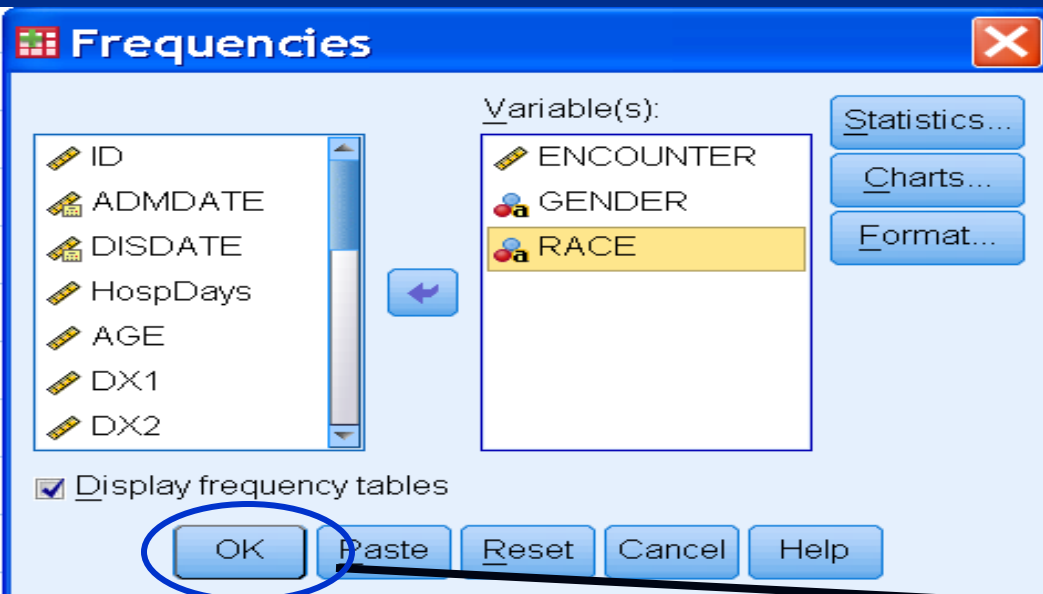 Frequencies
Variable(s):
ID
ADMDATE
DISDATE
HospDays
AGE
DX1
DX2
ENCOUNTER
a GENDER
a RACE
Statistics...
Charts...
Format...
Display frequency tables
OK
Paste
Reset
Cancel
Help